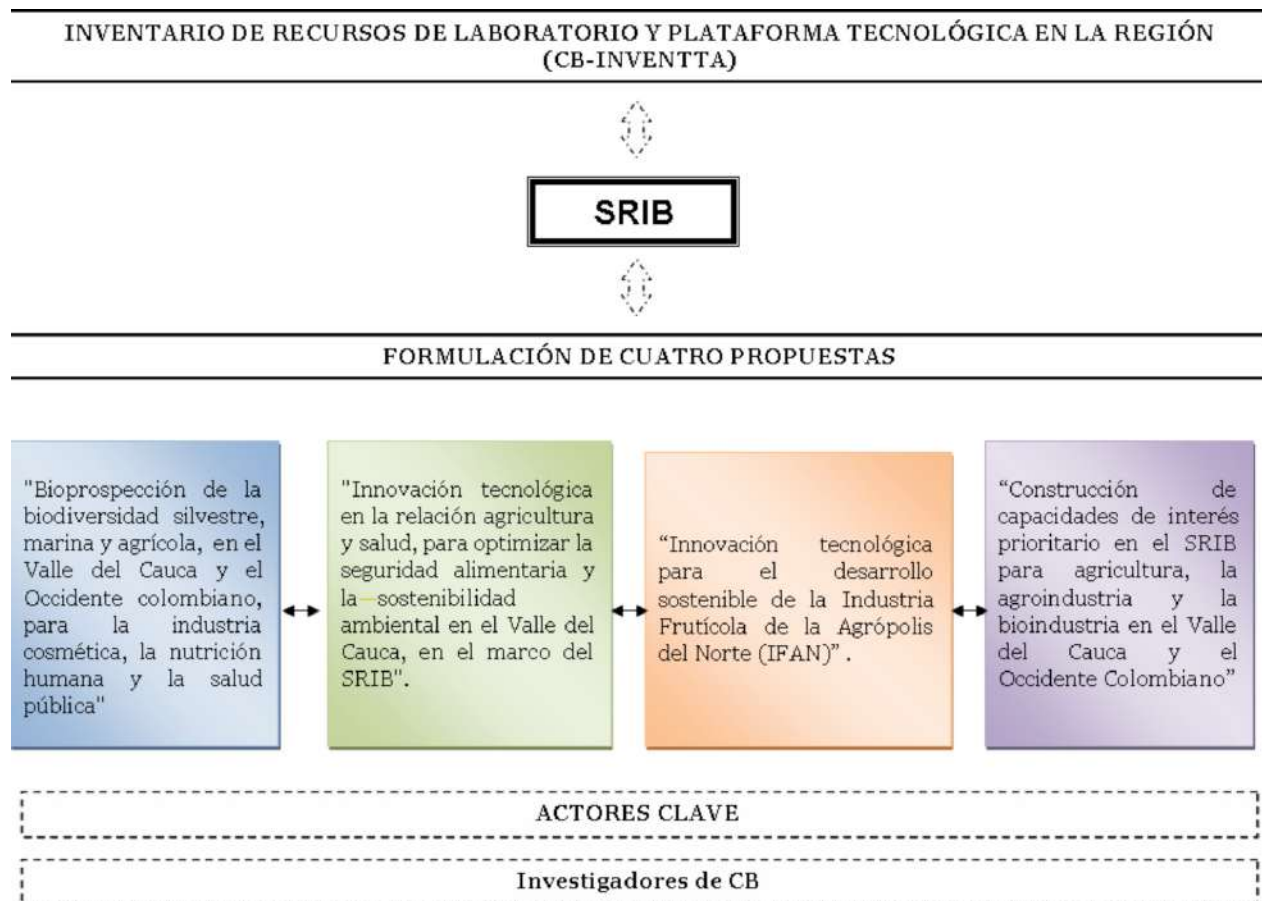 INVENTARIO DE RECURSOS DE LABORATORIO Y PLATAFORMA TECNOLÓGICA EN LA REGIÓN
(CB-INVENTTA)
SRIB
FORMULACIÓN DE CUATRO PROPUESTAS
"Bioprospección de la
biodiversidad silvestre,
marina y agrícola, en el
Valle del Cauca y el
Occidente colombiano,
para la industria
cosmética, la nutrición
humana y la salud
pública"
"Innovación tecnológica
en la relación agricultura
y salud, para optimizar la
seguridad alimentaria y
la sostenibilidad
ambiental en el Valle del
Cauca, en el marco del
SRIB".
“Innovación tecnológica
para el desarrollo
sostenible de la Industria
Frutícola de la Agrópolis
del Norte (IFAN)” .
“Construcción de
capacidades de interés
prioritario en el SRIB
para agricultura, la
agroindustria y la
bioindustria en el Valle
del Cauca y el
Occidente Colombiano”
ACTORES CLAVE
Investigadores de CB